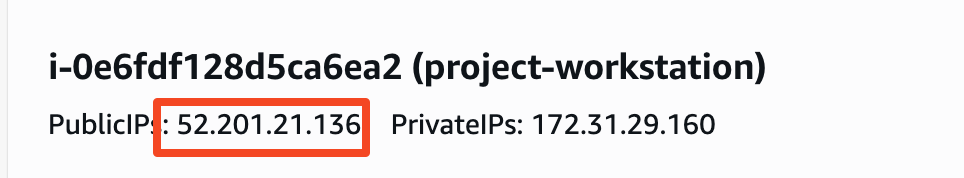 i-0e6fdf128d5ca6ea2 (project-workstation)
PublicIPs: 52.201.21.136 PrivateIPs: 172.31.29.160